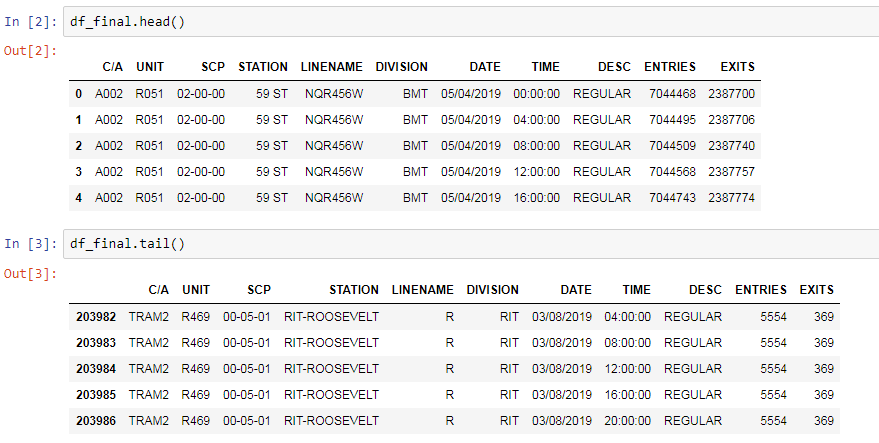 In [2]: df_final.head()
Out[2]:
C/A UNIT SCP STATION LINENAME DIVISION DATE TIME DESC ENTRIES EXITS
0 A002 R051 02-00-00 59 ST NQR456W BMT 05/04/2019 00:00:00 REGULAR 7044468 2387700
1 A002 R051 02-00-00 59 ST NQR456W BMT 05/04/2019 04:00:00 REGULAR 7044495 2387706
2 A002 R051 02-00-00 59 ST NQR456W BMT 05/04/2019 08:00:00 REGULAR 7044509 2387740
3 A002 R051 02-00-00 59 ST NQR456W BMT 05/04/2019 12:00:00 REGULAR 7044568 2387757
4 A002 R051 02-00-00 59 ST NQR456W BMT 05/04/2019 16:00:00 REGULAR 7044743 2387774
In [3]: df_final.tail()
Out[3]:
C/A UNIT SCP STATION LINENAME DIVISION DATE TIME DESC ENTRIES EXITS
203982 TRAM2 R469 00-05-01 RIT-ROOSEVELT R RIT 03/08/2019 04:00:00 REGULAR 5554 369
203983 TRAM2 R469 00-05-01 RIT-ROOSEVELT R RIT 03/08/2019 08:00:00 REGULAR 5554 369
203984 TRAM2 R469 00-05-01 RIT-ROOSEVELT R RIT 03/08/2019 12:00:00 REGULAR 5554 369
203985 TRAM2 R469 00-05-01 RIT-ROOSEVELT R RIT 03/08/2019 16:00:00 REGULAR 5554 369
203986 TRAM2 R469 00-05-01 RIT-ROOSEVELT R RIT 03/08/2019 20:00:00 REGULAR 5554 369